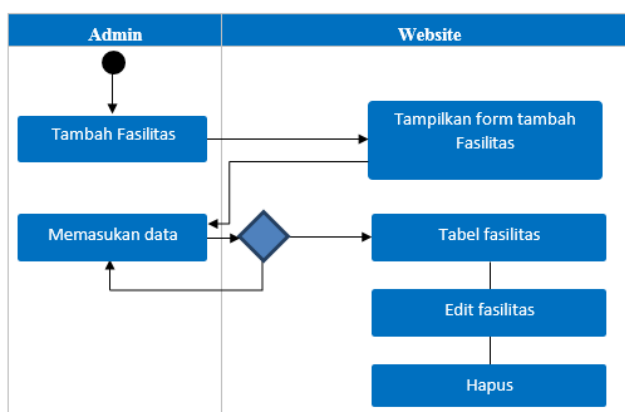 Admin
Website
Tambah Fasilitas
Tampilkan form tambah
Fasilitas
Memasukan data
Tabel fasilitas
Edit fasilitas
Hapus